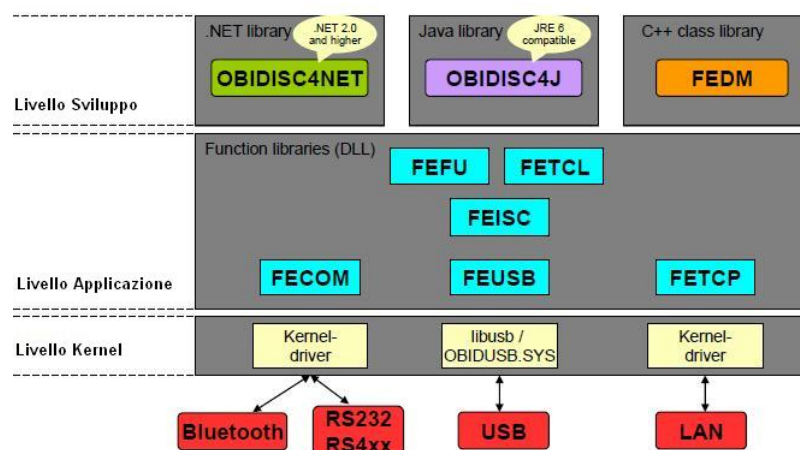 .NET library
.NET 2.0
and higher
OBIDISC4NET
Java library
JRE 6
compatible
OBIDISC4J
C++ class library
FEDM
Livello Sviluppo
Function libraries (DLL)
FEFU
FETCL
FEISC
FECOM
FEUSB
FETCP
Livello Applicazione
Livello Kernel
Kernel-
driver
libusb /
OBIDUSB.SYS
Kernel-
driver
Bluetooth
RS232
RS4xx
USB
LAN